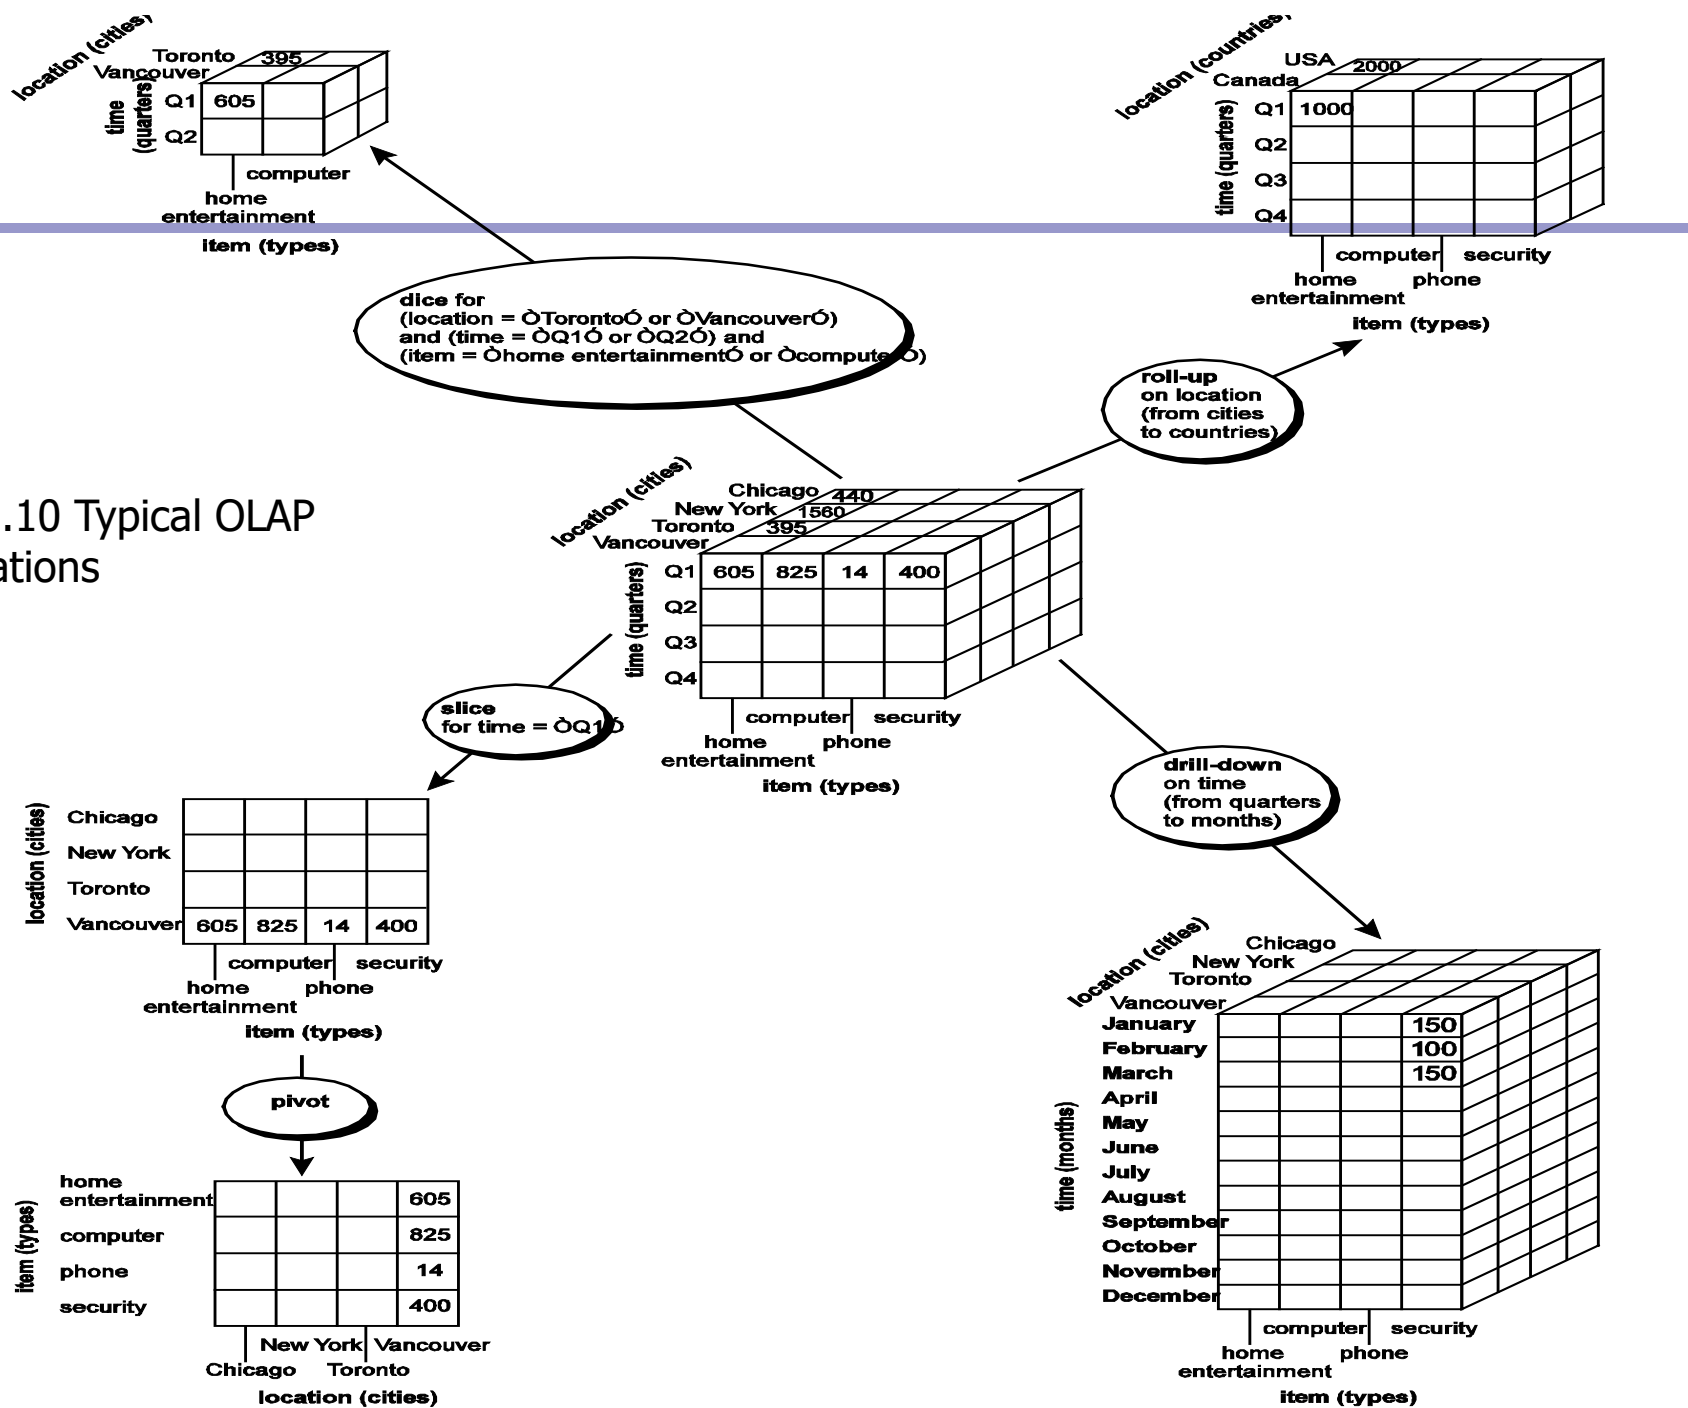 location (cities)
Toronto
395
Vancouver
time
(quarters)
Q1
605
Q2
computer
home
entertainment
item (types)
location (countries)
USA
2000
Canada
time (quarters)
Q1
1000
Q2
Q3
Q4
computer
security
home
entertainment
phone
item (types)
dice for
(location = ÒTorontoÓ or ÒVancouverÓ)
and (time = ÒQ1Ó or ÒQ2Ó) and
(item = Òhome entertainmentÓ or ÒcomputerÓ)
roll-up
on location
(from cities
to countries)
.10 Typical OLAP
ations
location (cities)
Chicago 440
New York 1560
Toronto 395
Vancouver
time (quarters)
Q1 605 825 14 400
Q2
Q3
Q4
computer security
home
entertainment
phone
item (types)
slice
for time = ÒQ1Ó
drill-down
on time
(from quarters
to months)
location (cities)
Chicago
New York
Toronto
Vancouver 605 825 14 400
computer security
home
entertainment
phone
item (types)
pivot
item (types)
home
entertainment 605
computer 825
phone 14
security 400
New York Vancouver
Chicago Toronto
location (cities)
location (cities)
Chicago
New York
Toronto
Vancouver
time (months)
January 150
February 100
March 150
April
May
June
July
August
September
October
November
December
computer security
home
entertainment
phone
item (types)